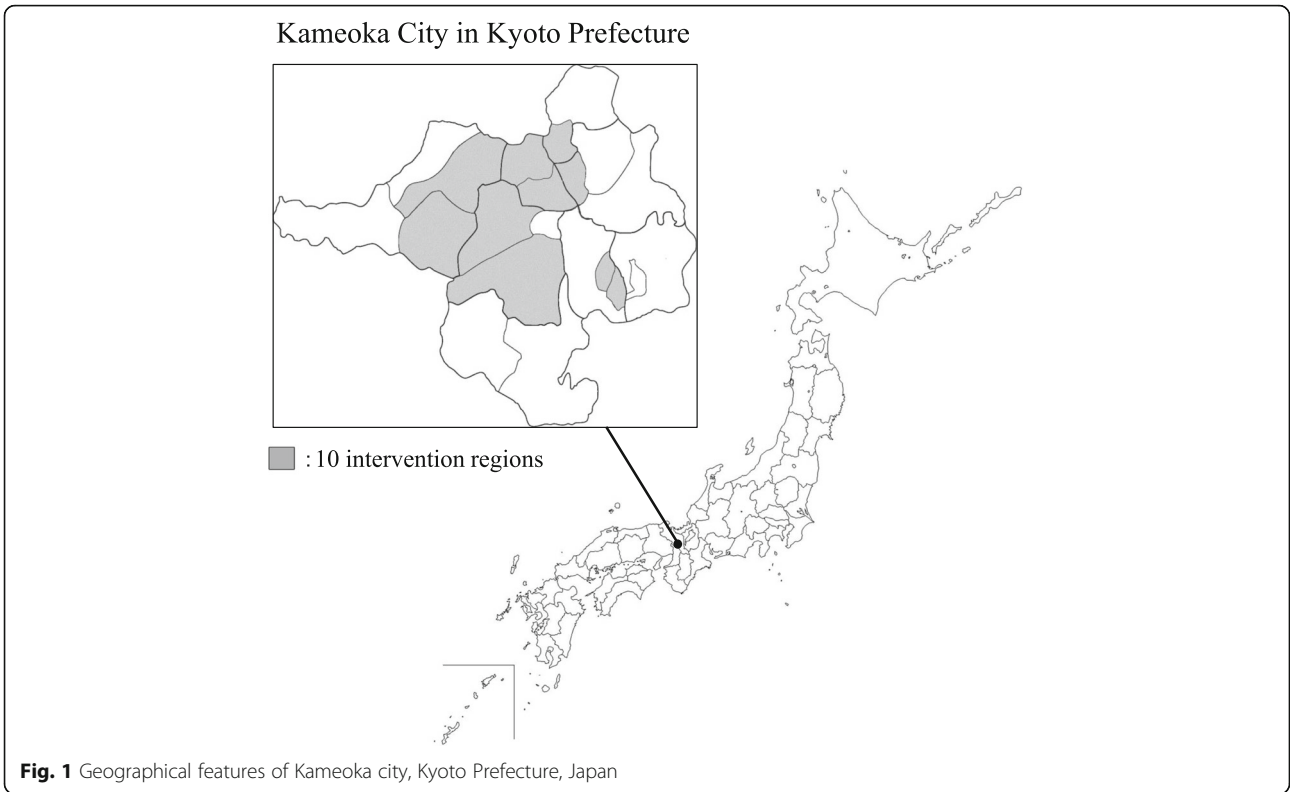 Kameoka City in Kyoto Prefecture
: 10 intervention regions
Fig. 1 Geographical features of Kameoka city, Kyoto Prefecture, Japan